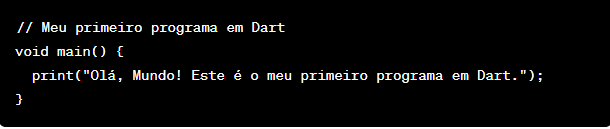 // Meu primeiro programa em Dart
void main() {
  print("Olá, Mundo! Este é o meu primeiro programa em Dart.");
}